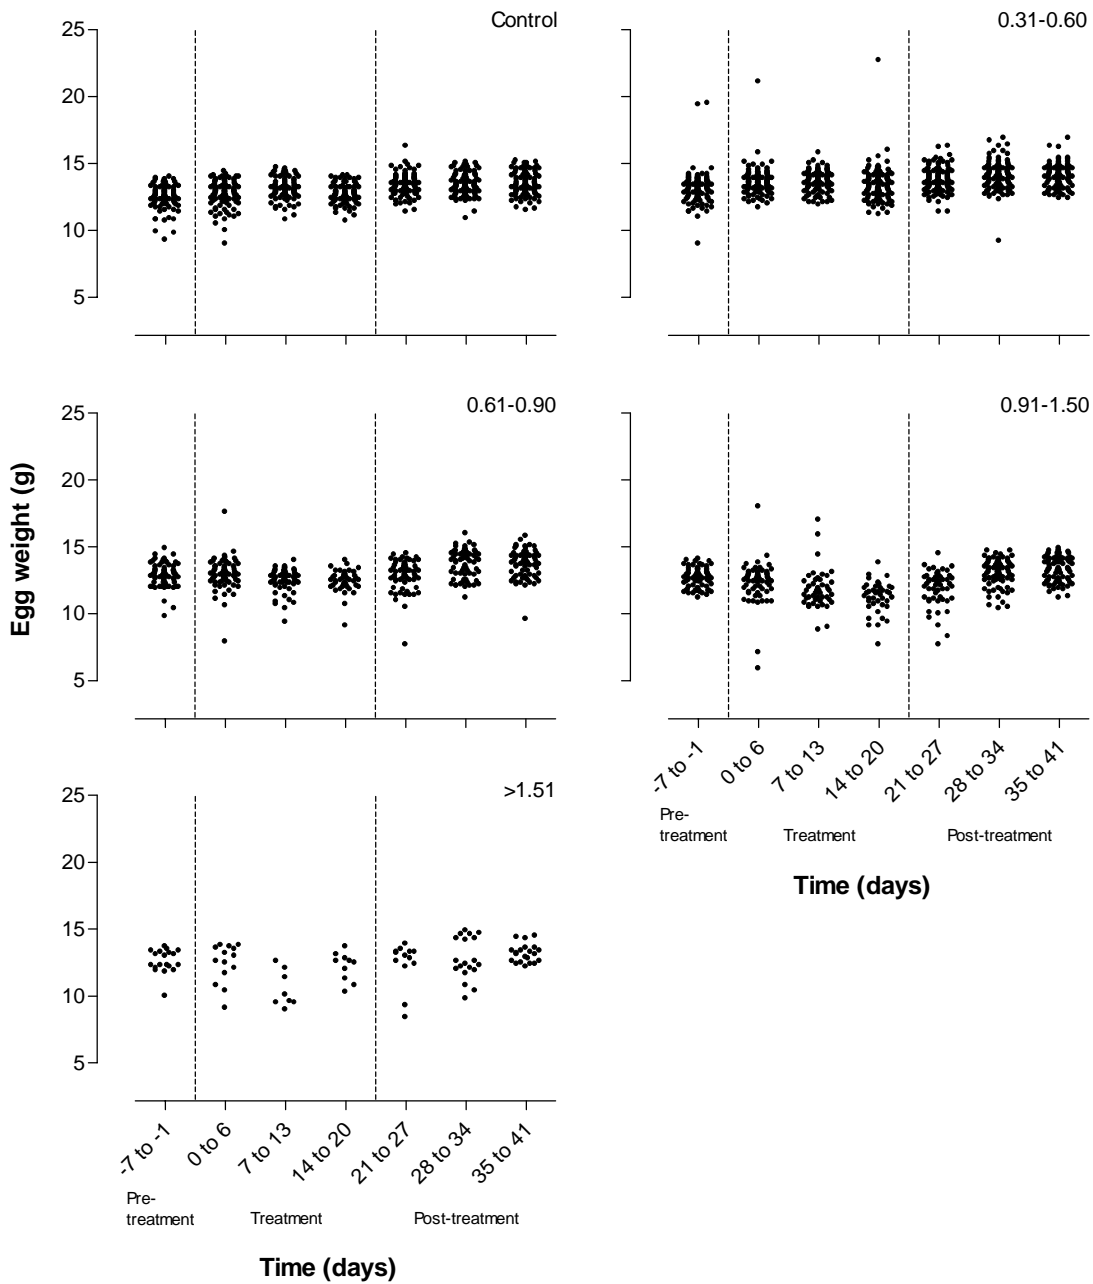 Control
25
20
15
10
5
0.31-0.60
0.61-0.90
25
20
15
10
5
0.91-1.50
-7 to -1
0 to 6
7 to 13
14 to 20
21 to 27
28 to 34
35 to 41
Pre-
treatment
Treatment
Post-treatment
Time (days)
Egg weight (g)
>1.51
25
20
15
10
5
-7 to -1
0 to 6
7 to 13
14 to 20
21 to 27
28 to 34
35 to 41
Pre-
treatment
Treatment
Post-treatment
Time (days)